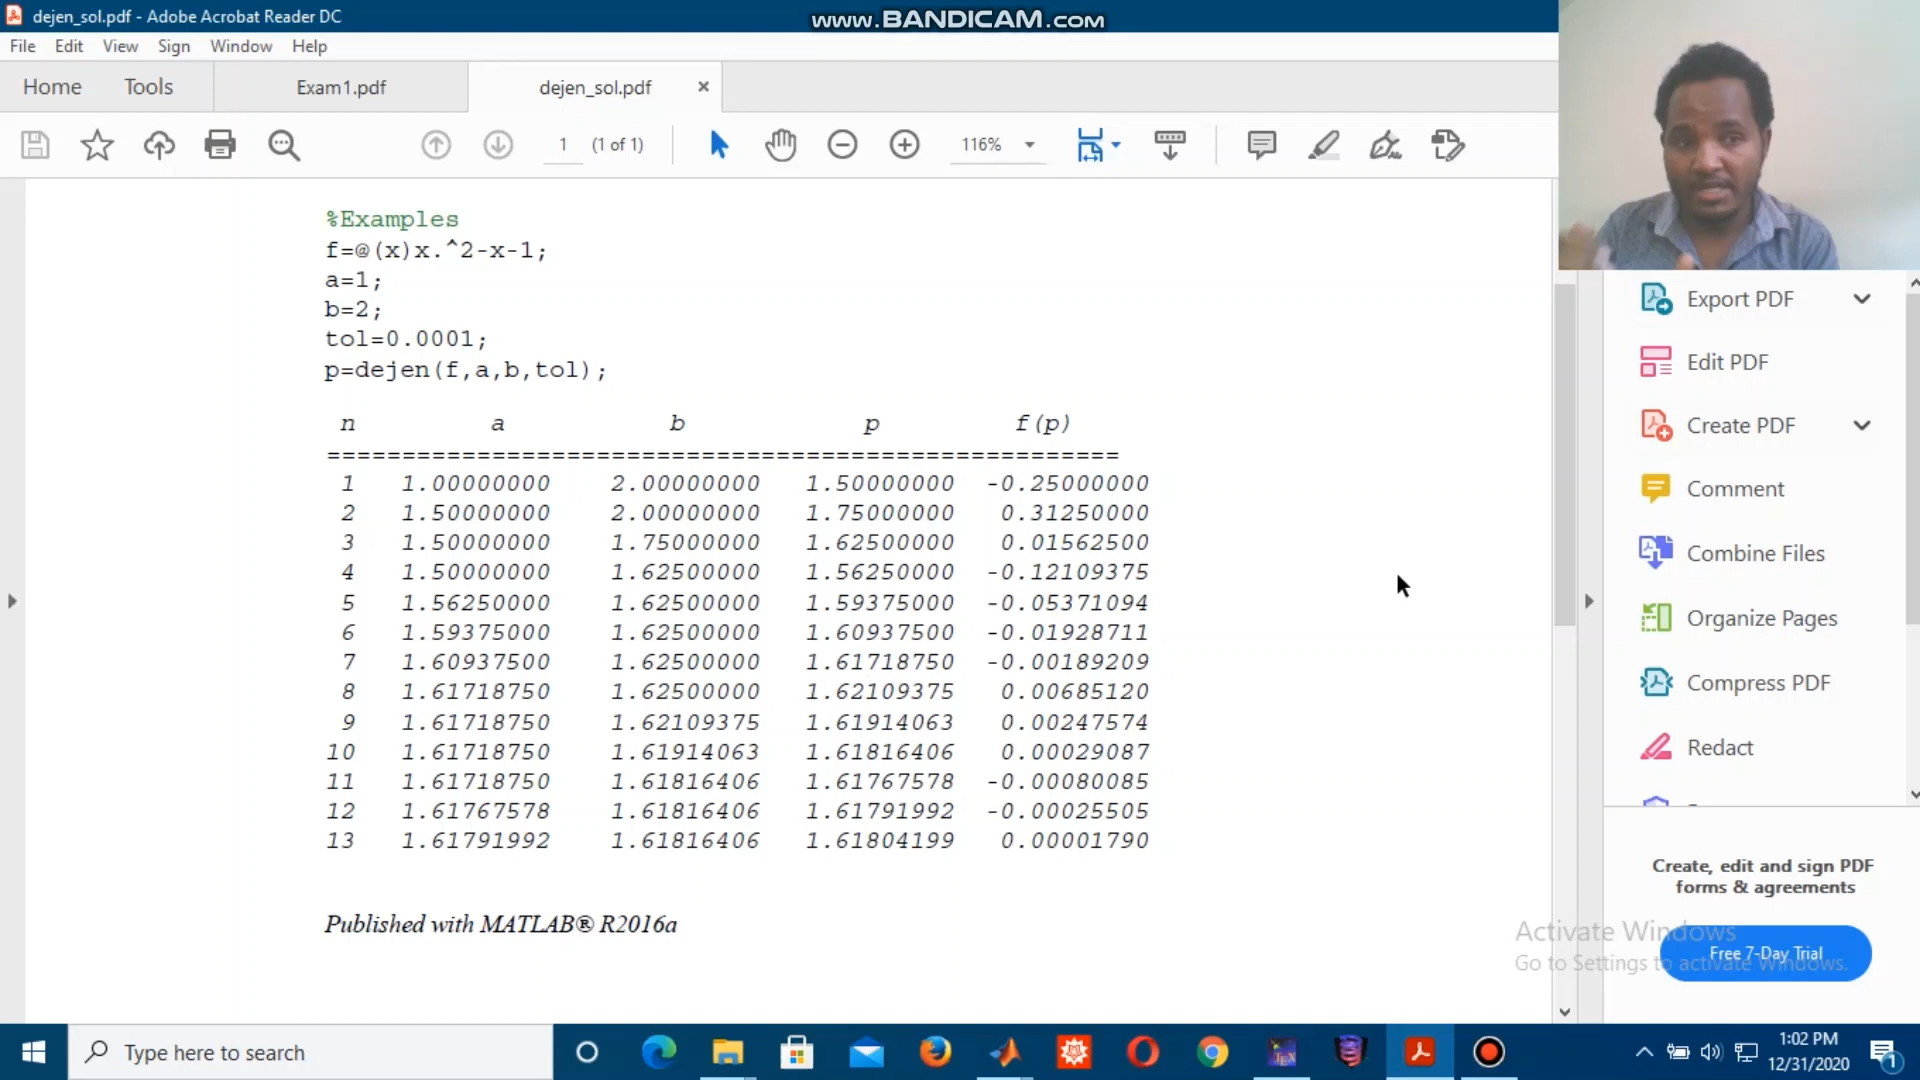 dejen_sol.pdf - Adobe Acrobat Reader DC
www.BANDICAM.com
File Edit View Sign Window Help
Home Tools Exam1.pdf dejen_sol.pdf ×
1 (1 of 1) 116%
%Examples
f=@(x)x.^2-x-1;
a=1;
b=2;
tol=0.0001;
p=dejen(f,a,b,tol);
n a b p f(p)
=====================================================
1 1.00000000 2.00000000 1.50000000 -0.25000000
2 1.50000000 2.00000000 1.75000000 0.31250000
3 1.50000000 1.75000000 1.62500000 0.01562500
4 1.50000000 1.62500000 1.56250000 -0.12109375
5 1.56250000 1.62500000 1.59375000 -0.05371094
6 1.59375000 1.62500000 1.60937500 -0.01928711
7 1.60937500 1.62500000 1.61718750 -0.00189209
8 1.61718750 1.62500000 1.62109375 0.00685120
9 1.61718750 1.62109375 1.61914063 0.00247574
10 1.61718750 1.61914063 1.61816406 0.00029087
11 1.61718750 1.61816406 1.61767578 -0.00080085
12 1.61767578 1.61816406 1.61791992 -0.00025505
13 1.61791992 1.61816406 1.61804199 0.00001790
Published with MATLAB® R2016a
Export PDF
Edit PDF
Create PDF
Comment
Combine Files
Organize Pages
Compress PDF
Redact
Create, edit and sign PDF
forms & agreements
Free 7-Day Trial
Activate Windows
Go to Settings to activate Windows.
Type here to search
TEX
1:02 PM
12/31/2020
1